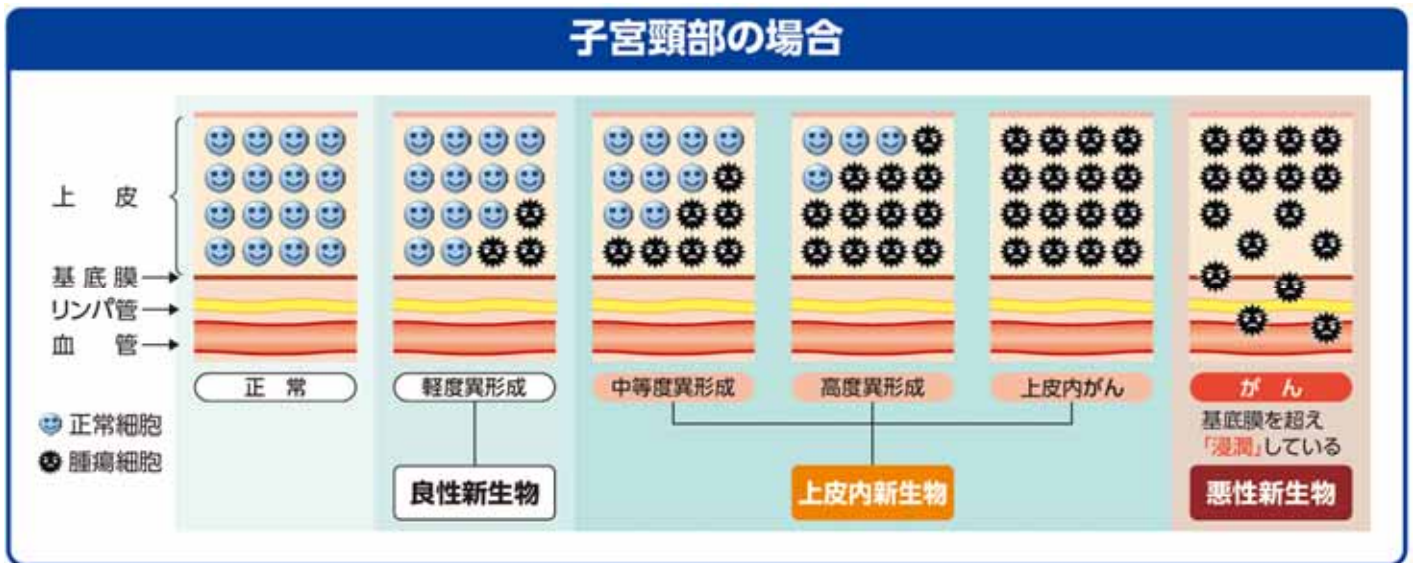 子宮頸部の場合
上皮
基底膜
リンパ管
血管
正常
軽度異形成
中等度異形成
高度異形成
上皮内がん
がん
基底膜を超え
「浸潤」している
正常細胞
腫瘍細胞
良性新生物
上皮内新生物
悪性新生物